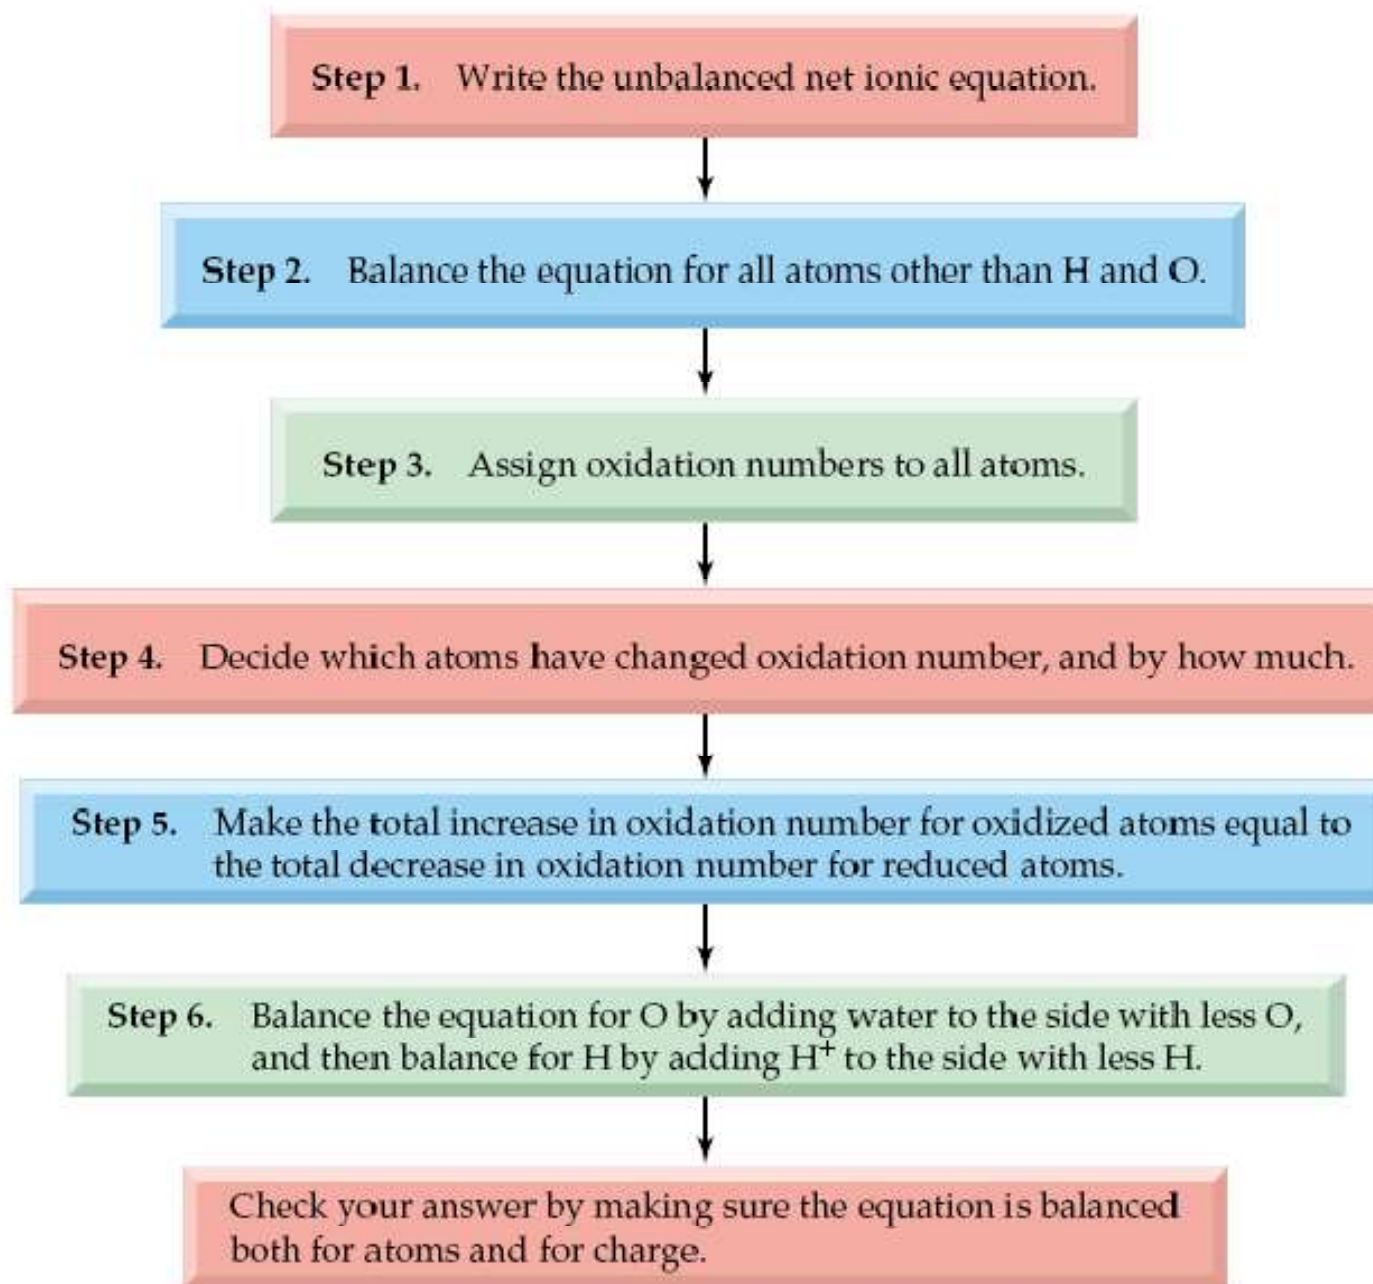 Step 1. Write the unbalanced net ionic equation.
Step 2. Balance the equation for all atoms other than H and O.
Step 3. Assign oxidation numbers to all atoms.
Step 4. Decide which atoms have changed oxidation number, and by how much.
Step 5. Make the total increase in oxidation number for oxidized atoms equal to
the total decrease in oxidation number for reduced atoms.
Step 6. Balance the equation for O by adding water to the side with less O,
and then balance for H by adding H⁺ to the side with less H.
Check your answer by making sure the equation is balanced
both for atoms and for charge.